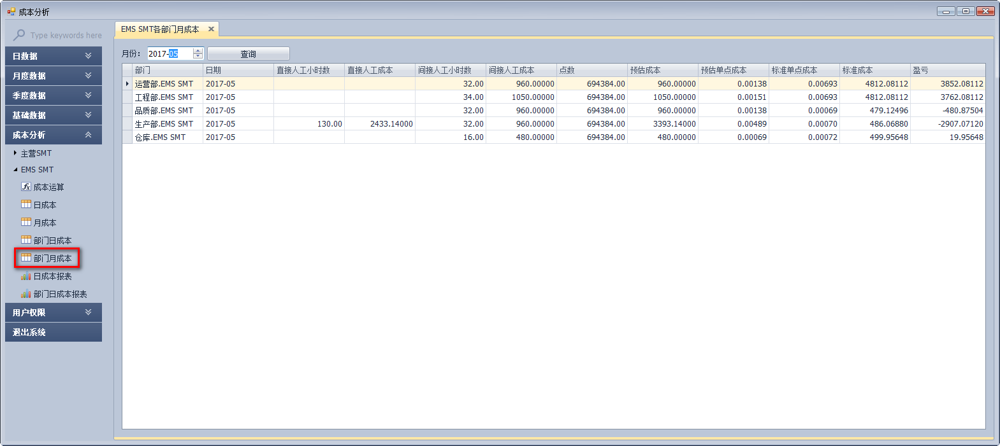 成本分析
Type keywords here
日数据
月度数据
季度数据
基础数据
成本分析
主营SMT
EMS SMT
成本运算
日成本
月成本
部门日成本
部门月成本
日成本报表
部门日成本报表
用户权限
退出系统
EMS SMT各部门月成本
月份: 2017-05 查询
部门 日期 直接人工小时数 直接人工成本 间接人工小时数 间接人工成本 点数 预估成本 预估单点成本 标准单点成本 标准成本 盈亏
运营部.EMS SMT 2017-05 32.00 960.00000 694384.00 960.00000 0.00138 0.00693 4812.08112 3852.08112
工程部.EMS SMT 2017-05 34.00 1050.00000 694384.00 1050.00000 0.00151 0.00693 4812.08112 3762.08112
品质部.EMS SMT 2017-05 32.00 960.00000 694384.00 960.00000 0.00138 0.00069 479.12496 -480.87504
生产部.EMS SMT 2017-05 130.00 2433.14000 32.00 960.00000 694384.00 3393.14000 0.00489 0.00070 486.06880 -2907.07120
仓库.EMS SMT 2017-05 16.00 480.00000 694384.00 480.00000 0.00069 0.00072 499.95648 19.95648